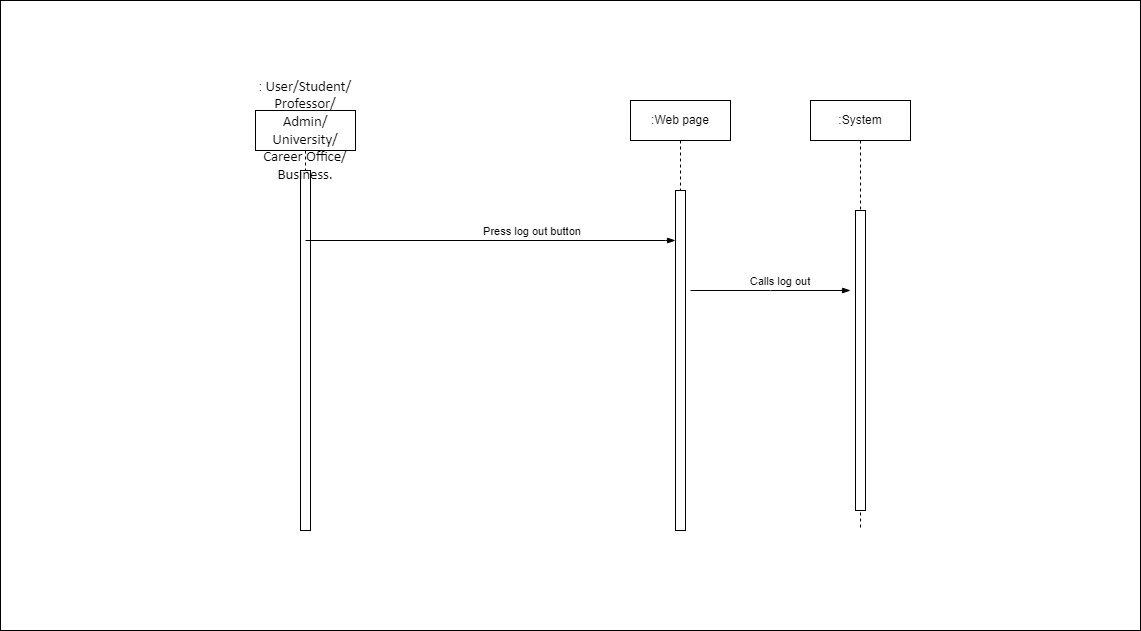 : User/Student/
Professor/
Admin/
University/
Career Office/
Business.
:Web page
:System
Press log out button
Calls log out